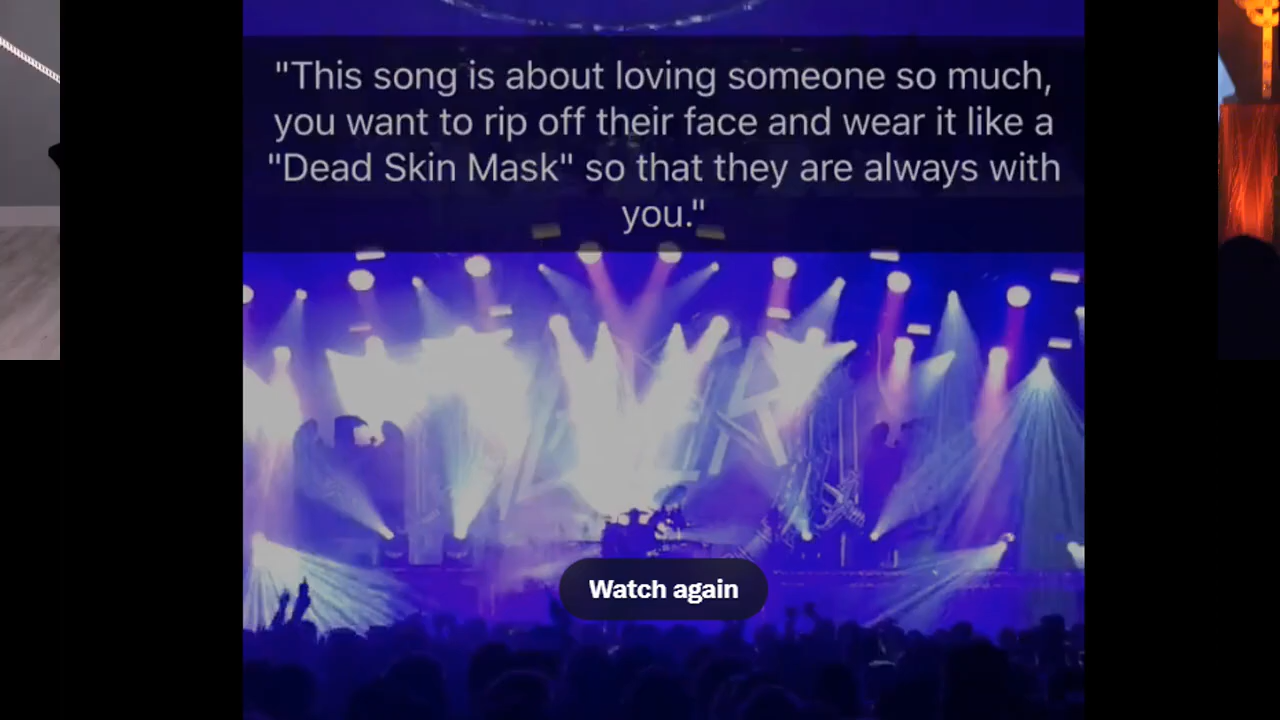 "This song is about loving someone so much,
you want to rip off their face and wear it like a
"Dead Skin Mask" so that they are always with
you."
Watch again